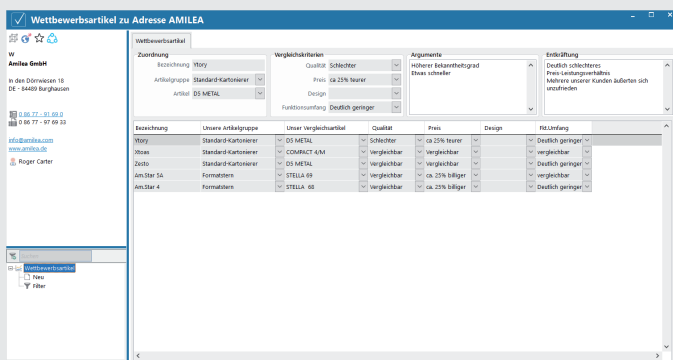 Wettbewerbsartikel zu Adresse AMILEA
W
Amilea GmbH
In den Dörrwiesen 18
DE - 84489 Burghausen
0 86 77 - 91 69 0
0 86 77 - 97 69 33
info@amilea.com
www.amilea.de
Roger Carter
Wettbewerbsartikel
Neu
Filter
Wettbewerbsartikel
Zuordnung
Bezeichnung Ytory
Artikelgruppe Standard-Kartonierer
Artikel DS METAL
Vergleichskriterien
Qualität Schlechter
Preis ca 25% teurer
Design
Funktionsumfang Deutlich geringer
Argumente
Höherer Bekanntheitsgrad
Etwas schneller
Entkräftung
Deutlich schlechteres
Preis-Leistungsverhältnis
Mehrere unserer Kunden äußerten sich
unzufrieden
Bezeichnung Unsere Artikelgruppe Unser Vergleichsartikel Qualität Preis Design Fkt.Umfang
Ytory Standard-Kartonierer DS METAL Schlechter ca 25% teurer Deutlich geringer
Xtoas Standard-Kartonierer COMPACT 4/M Vergleichbar Vergleichbar vergleichbar
Zesto Standard-Kartonierer DS METAL Vergleichbar Vergleichbar Deutlich geringer
Am.Star 5A Formatstern STELLA 69 Vergleichbar ca. 25% billiger vergleichbar
Am.Star 4 Formatstern STELLA 68 Vergleichbar ca. 25% billiger Deutlich geringer